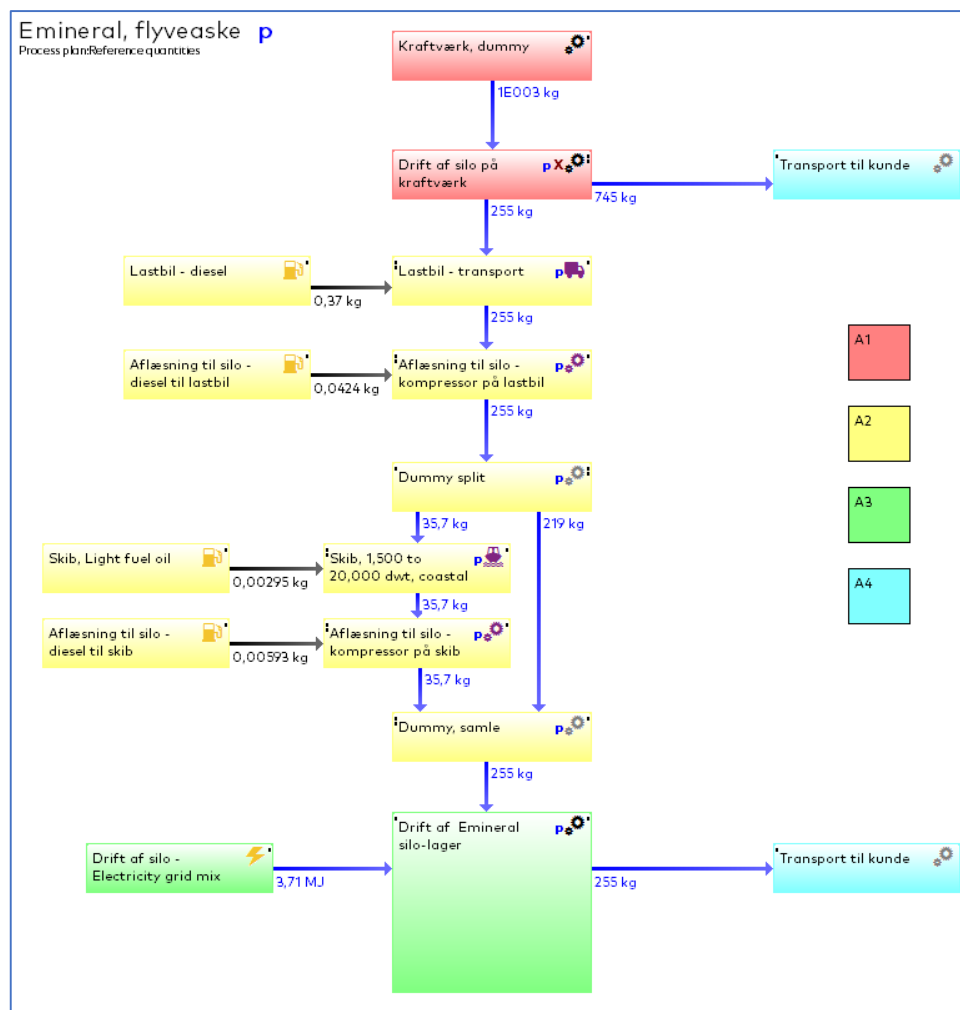 Emineral, flyveaske p
Process plan:Reference quantities
Kraftværk, dummy
1E003 kg
Drift af silo på
kraftværk
p X
745 kg
Transport til kunde
255 kg
Lastbil - diesel
0,37 kg
Lastbil - transport
p
255 kg
Aflæsning til silo -
diesel til lastbil
0,0424 kg
Aflæsning til silo -
kompressor på lastbil
p
255 kg
Dummy split
p
35,7 kg
219 kg
Skib, Light fuel oil
0,00295 kg
Skib, 1,500 to
20,000 dwt, coastal
p
35,7 kg
Aflæsning til silo -
diesel til skib
0,00593 kg
Aflæsning til silo -
kompressor på skib
p
35,7 kg
Dummy, samle
p
255 kg
Drift af silo -
Electricity grid mix
3,71 MJ
Drift af Emineral
silo-lager
p
255 kg
Transport til kunde
A1
A2
A3
A4